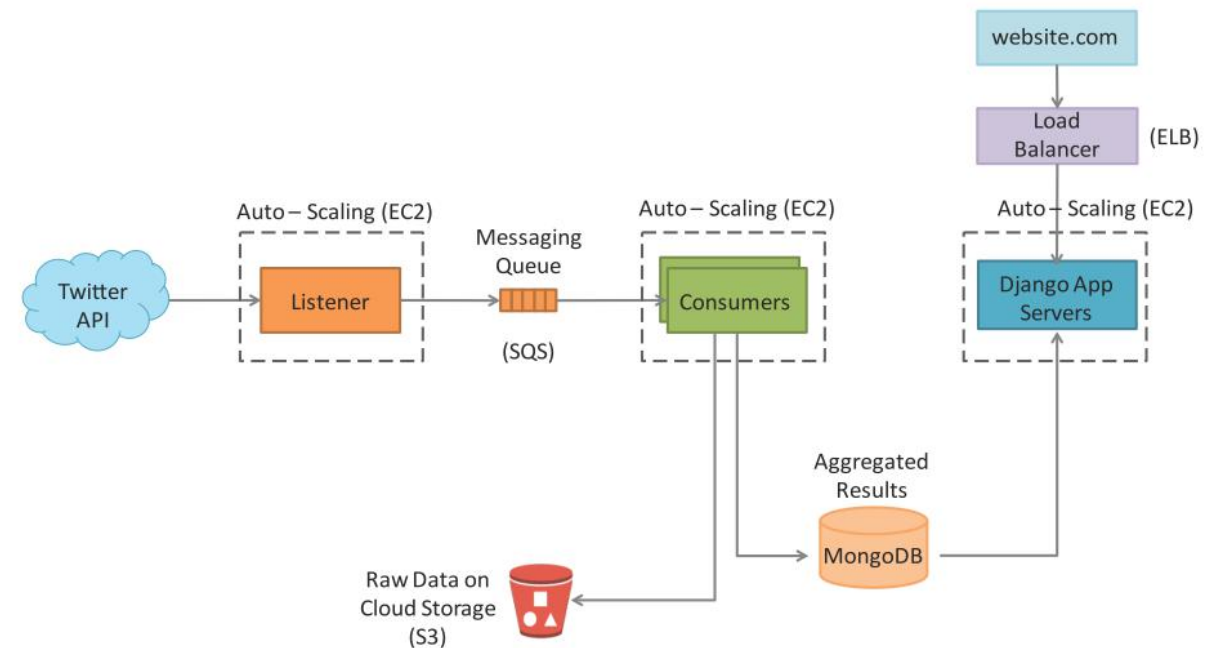 website.com
Load
Balancer
(ELB)
Auto – Scaling (EC2)
Auto – Scaling (EC2)
Auto – Scaling (EC2)
Messaging
Queue
Twitter
API
Listener
Consumers
Django App
Servers
(SQS)
Aggregated
Results
MongoDB
Raw Data on
Cloud Storage
(S3)